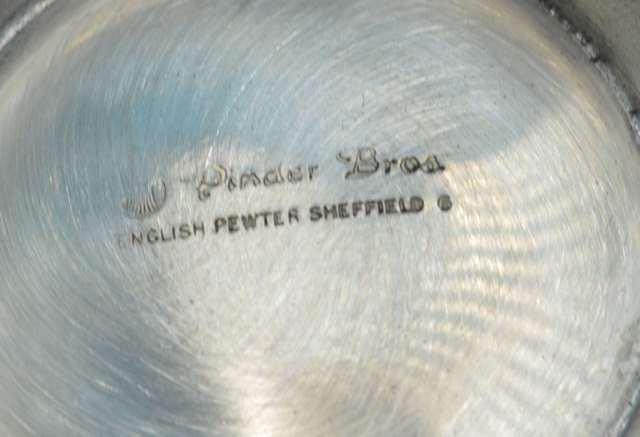 Pinder Bros
ENGLISH PEWTER SHEFFIELD 6